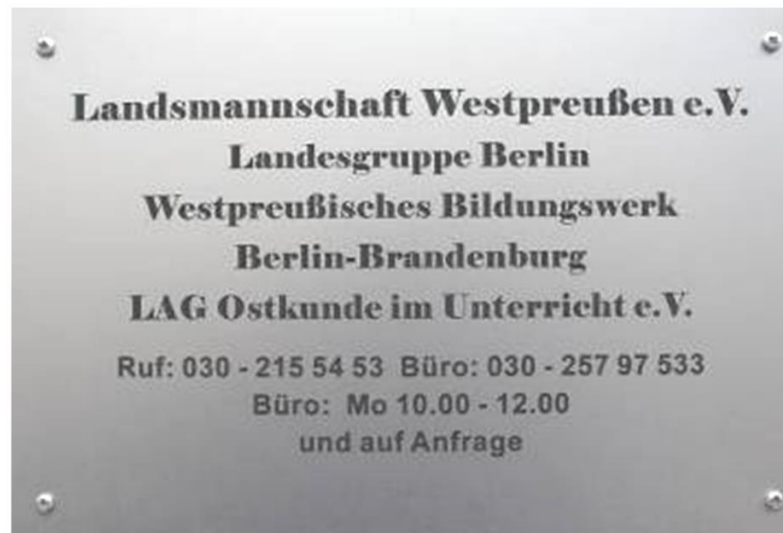 Landsmannschaft Westpreußen e.V.
Landesgruppe Berlin
Westpreußisches Bildungswerk
Berlin-Brandenburg
LAG Ostkunde im Unterricht e.V.
Ruf: 030 - 215 54 53 Büro: 030 - 257 97 533
Büro: Mo 10.00 - 12.00
und auf Anfrage